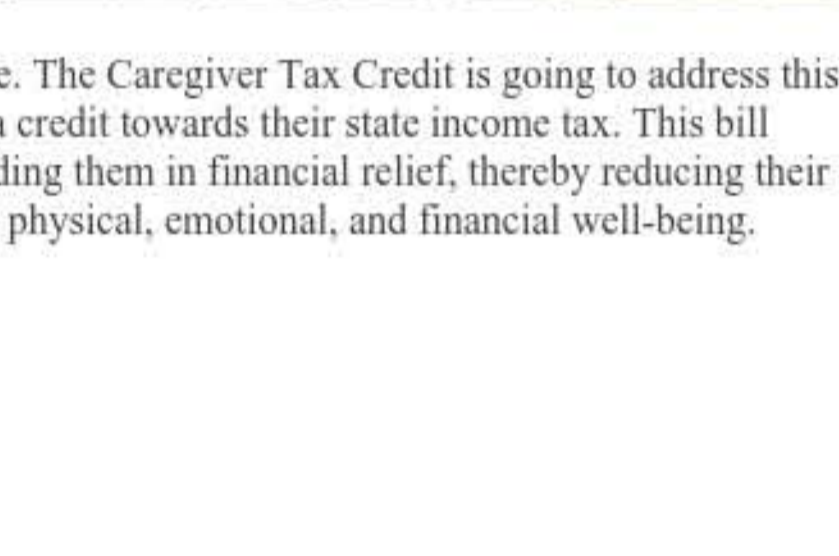 e. The Caregiver Tax Credit is going to address this
credit towards their state income tax. This bill
ding them in financial relief, thereby reducing their
physical, emotional, and financial well-being.